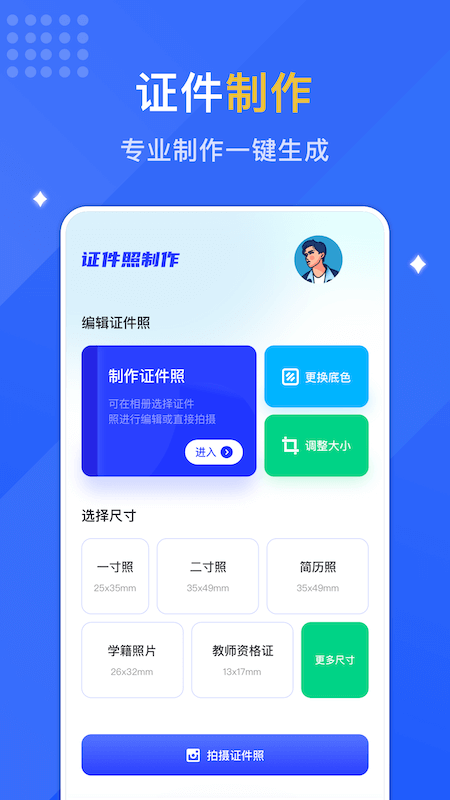 证件制作
专业制作一键生成
证件照制作
编辑证件照
制作证件照
可在相册选择证件
照进行编辑或直接拍摄
进入
更换底色
调整大小
选择尺寸
一寸照
25x35mm
二寸照
35x49mm
简历照
35x49mm
学籍照片
26x32mm
教师资格证
13x17mm
更多尺寸
拍摄证件照